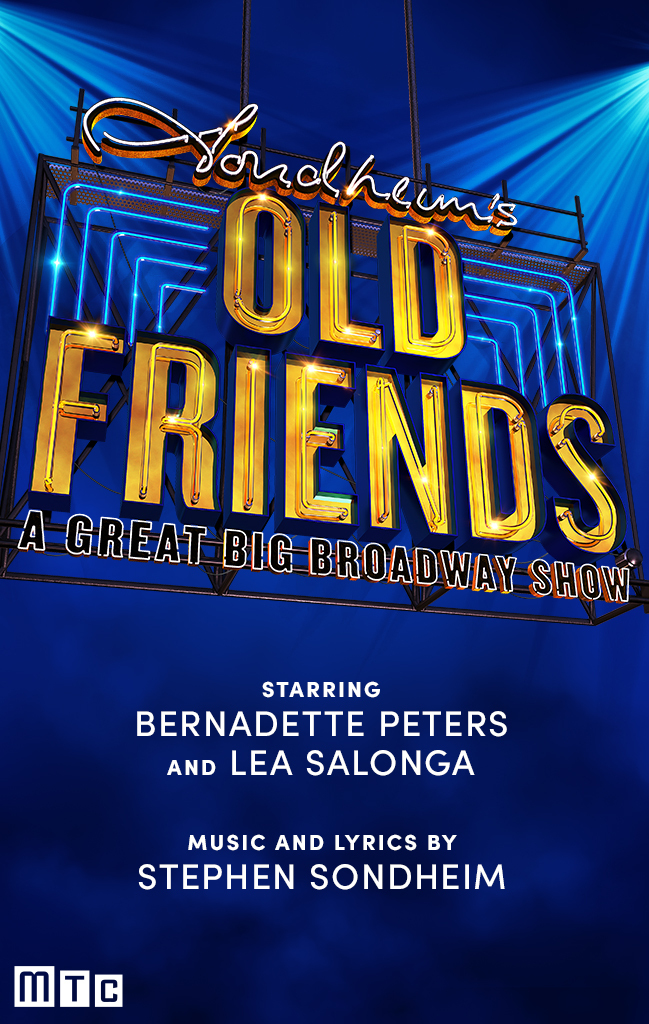 Sondheim's
OLD
FRIENDS
A GREAT BIG BROADWAY SHOW
STARRING
BERNADETTE PETERS
AND LEA SALONGA
MUSIC AND LYRICS BY
STEPHEN SONDHEIM
MTC